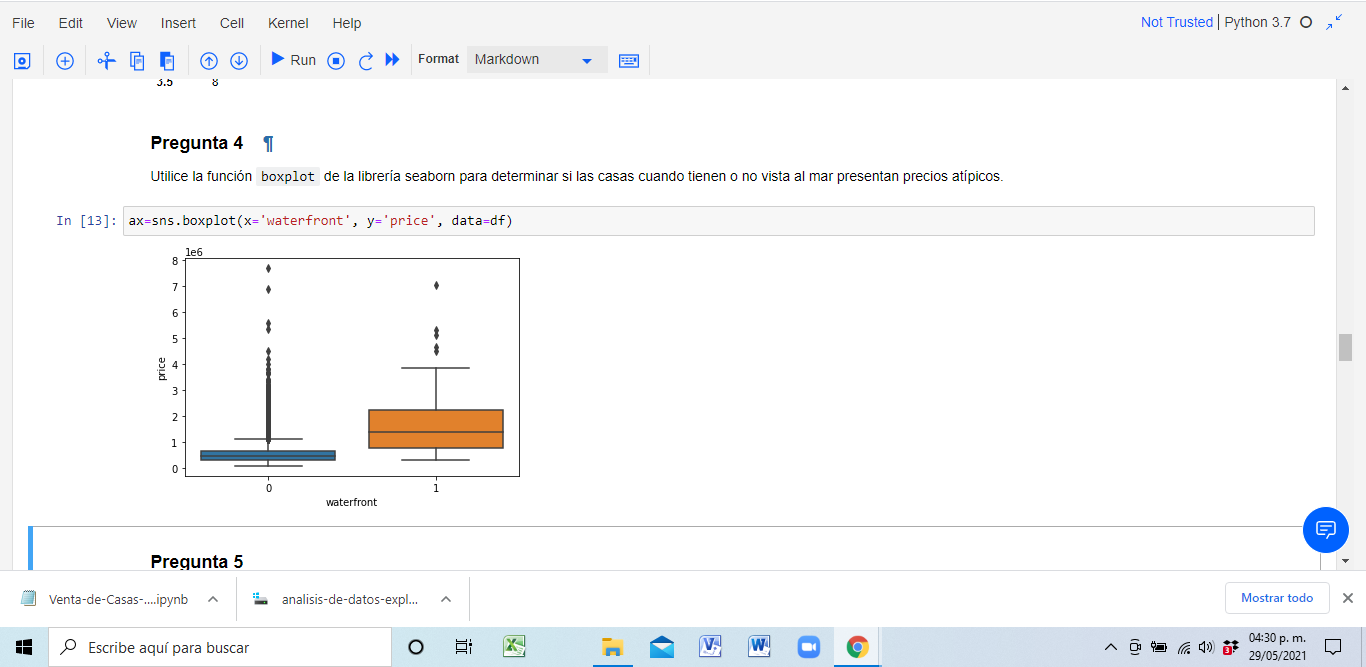 File Edit View Insert Cell Kernel Help
Not Trusted Python 3.7
Run Format Markdown
3.5 8
Pregunta 4 ¶
Utilice la función boxplot de la librería seaborn para determinar si las casas cuando tienen o no vista al mar presentan precios atípicos.
In [13]: ax=sns.boxplot(x='waterfront', y='price', data=df)
1e6
8
7
6
5
4
3
2
1
0
price
0 1
waterfront
Pregunta 5
Venta-de-Casas-....ipynb analisis-de-datos-expl... Mostrar todo
Escribe aquí para buscar
3
04:30 p. m.
29/05/2021